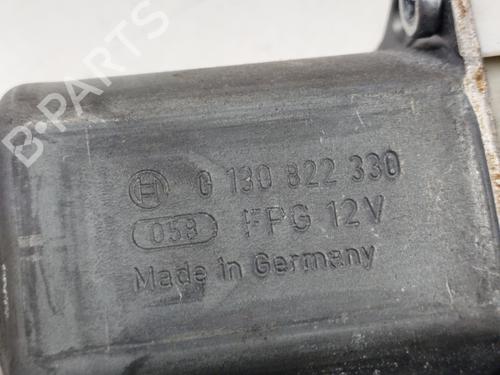 B-PARTS
0 130 822 330
058 FPG 12V
Made in Germany